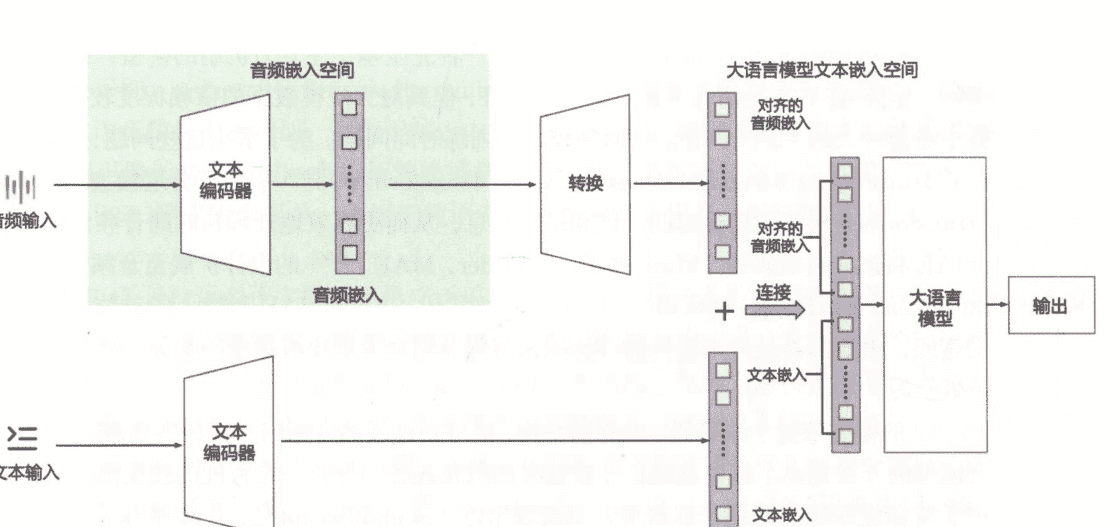 音频嵌入空间
大语言模型文本嵌入空间
对齐的
音频嵌入
文本
编码器
转换
音频输入
对齐的
音频嵌入
音频嵌入
连接
+
大语言
模型
输出
文本嵌入
文本
编码器
文本输入
文本嵌入